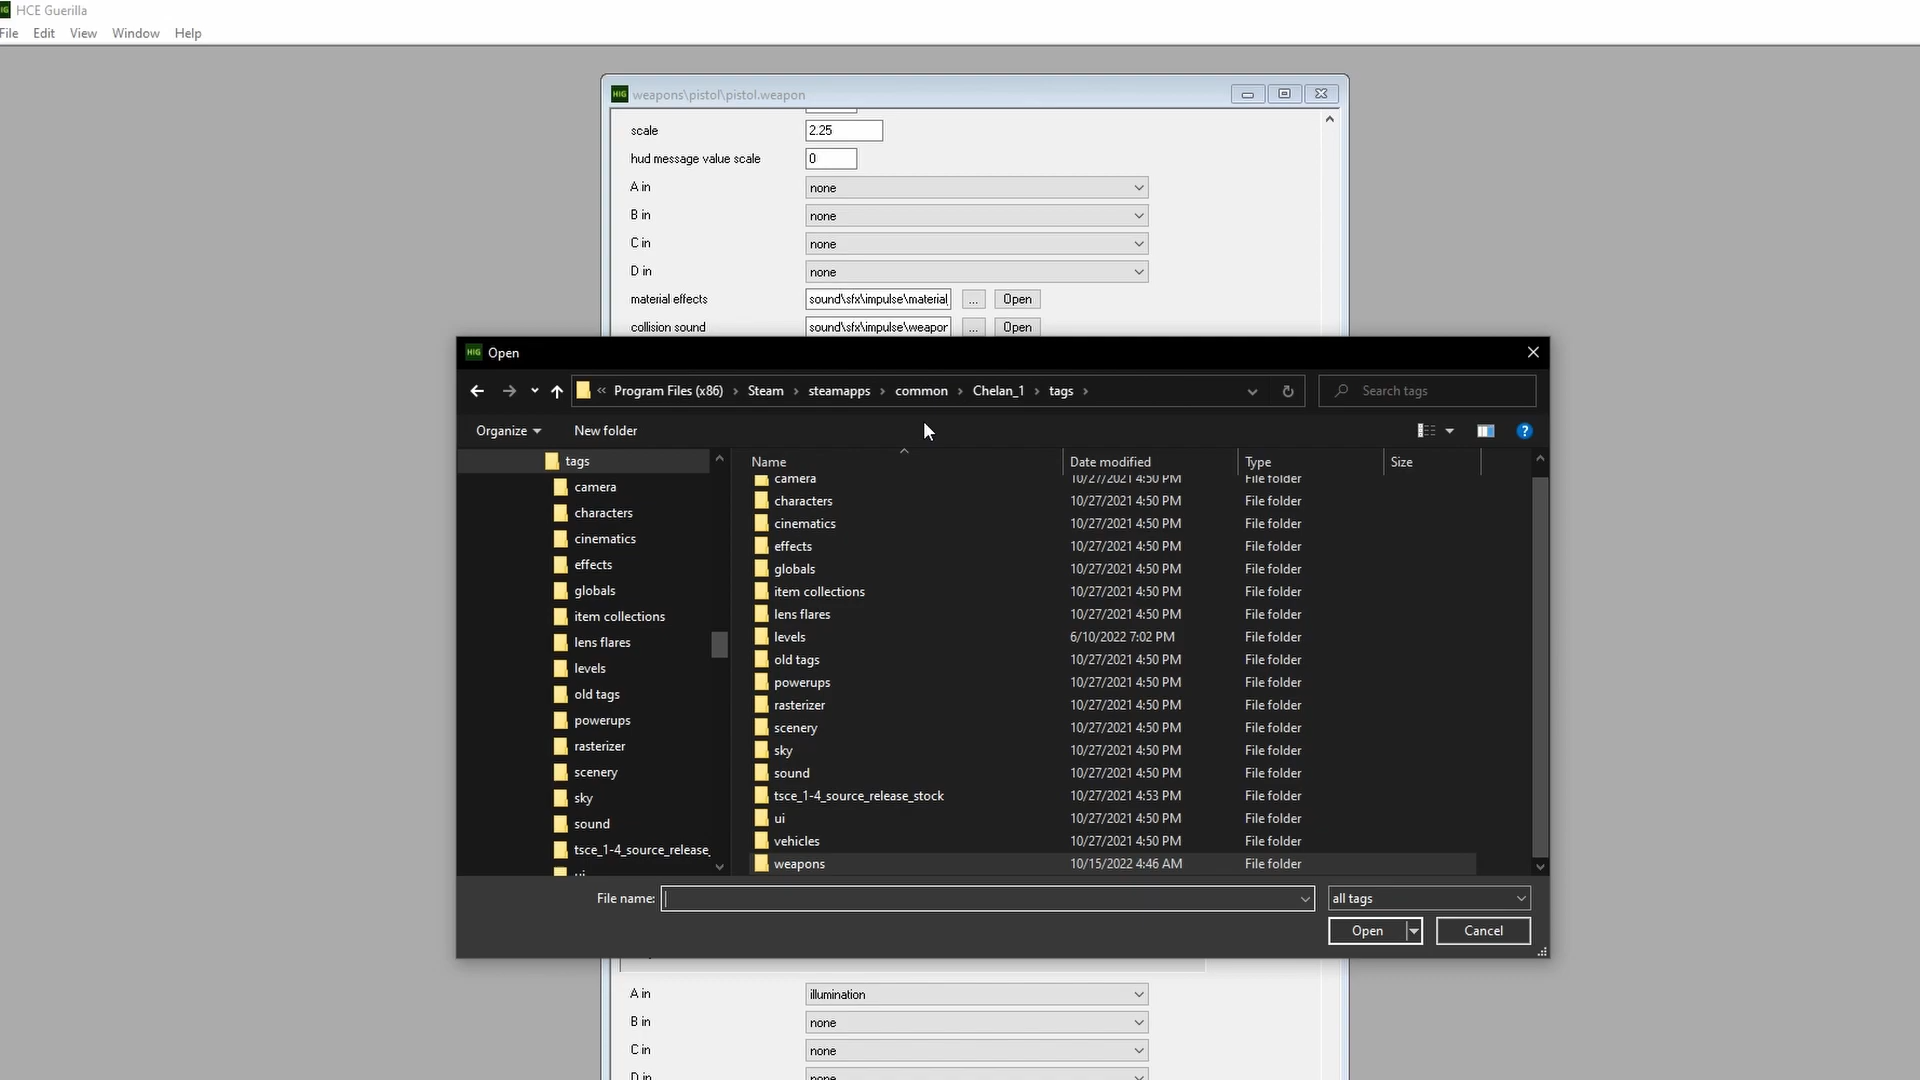 HCE Guerilla
File Edit View Window Help
HIG weapons\pistol\pistol.weapon
scale 2.25
hud message value scale 0
A in none
B in none
C in none
D in none
material effects sound\sfx\impulse\material_ ... Open
collision sound sound\sfx\impulse\weapor ... Open
HIG Open
« Program Files (x86) > Steam > steamapps > common > Chelan_1 > tags > Search tags
Organize New folder ?
tags
camera
characters
cinematics
effects
globals
item collections
lens flares
levels
old tags
powerups
rasterizer
scenery
sky
sound
tsce_1-4_source_release_
Name Date modified Type Size
camera 10/27/2021 4:50 PM File folder
characters 10/27/2021 4:50 PM File folder
cinematics 10/27/2021 4:50 PM File folder
effects 10/27/2021 4:50 PM File folder
globals 10/27/2021 4:50 PM File folder
item collections 10/27/2021 4:50 PM File folder
lens flares 10/27/2021 4:50 PM File folder
levels 6/10/2022 7:02 PM File folder
old tags 10/27/2021 4:50 PM File folder
powerups 10/27/2021 4:50 PM File folder
rasterizer 10/27/2021 4:50 PM File folder
scenery 10/27/2021 4:50 PM File folder
sky 10/27/2021 4:50 PM File folder
sound 10/27/2021 4:50 PM File folder
tsce_1-4_source_release_stock 10/27/2021 4:53 PM File folder
ui 10/27/2021 4:50 PM File folder
vehicles 10/27/2021 4:50 PM File folder
weapons 10/15/2022 4:46 AM File folder
File name: all tags
Open Cancel
A in illumination
B in none
C in none
D in none